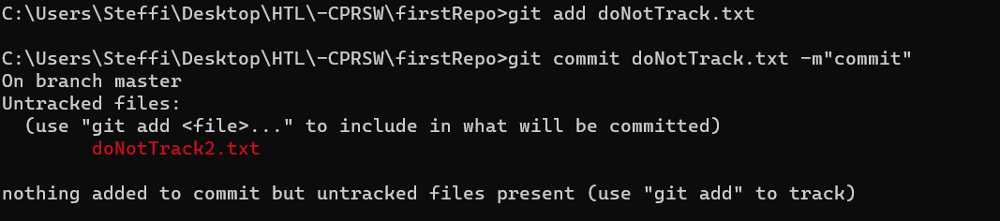 C:\Users\Steffi\Desktop\HTL\-CPRSW\firstRepo>git add doNotTrack.txt
C:\Users\Steffi\Desktop\HTL\-CPRSW\firstRepo>git commit doNotTrack.txt -m"commit"
On branch master
Untracked files:
  (use "git add <file>..." to include in what will be committed)
        doNotTrack2.txt
nothing added to commit but untracked files present (use "git add" to track)